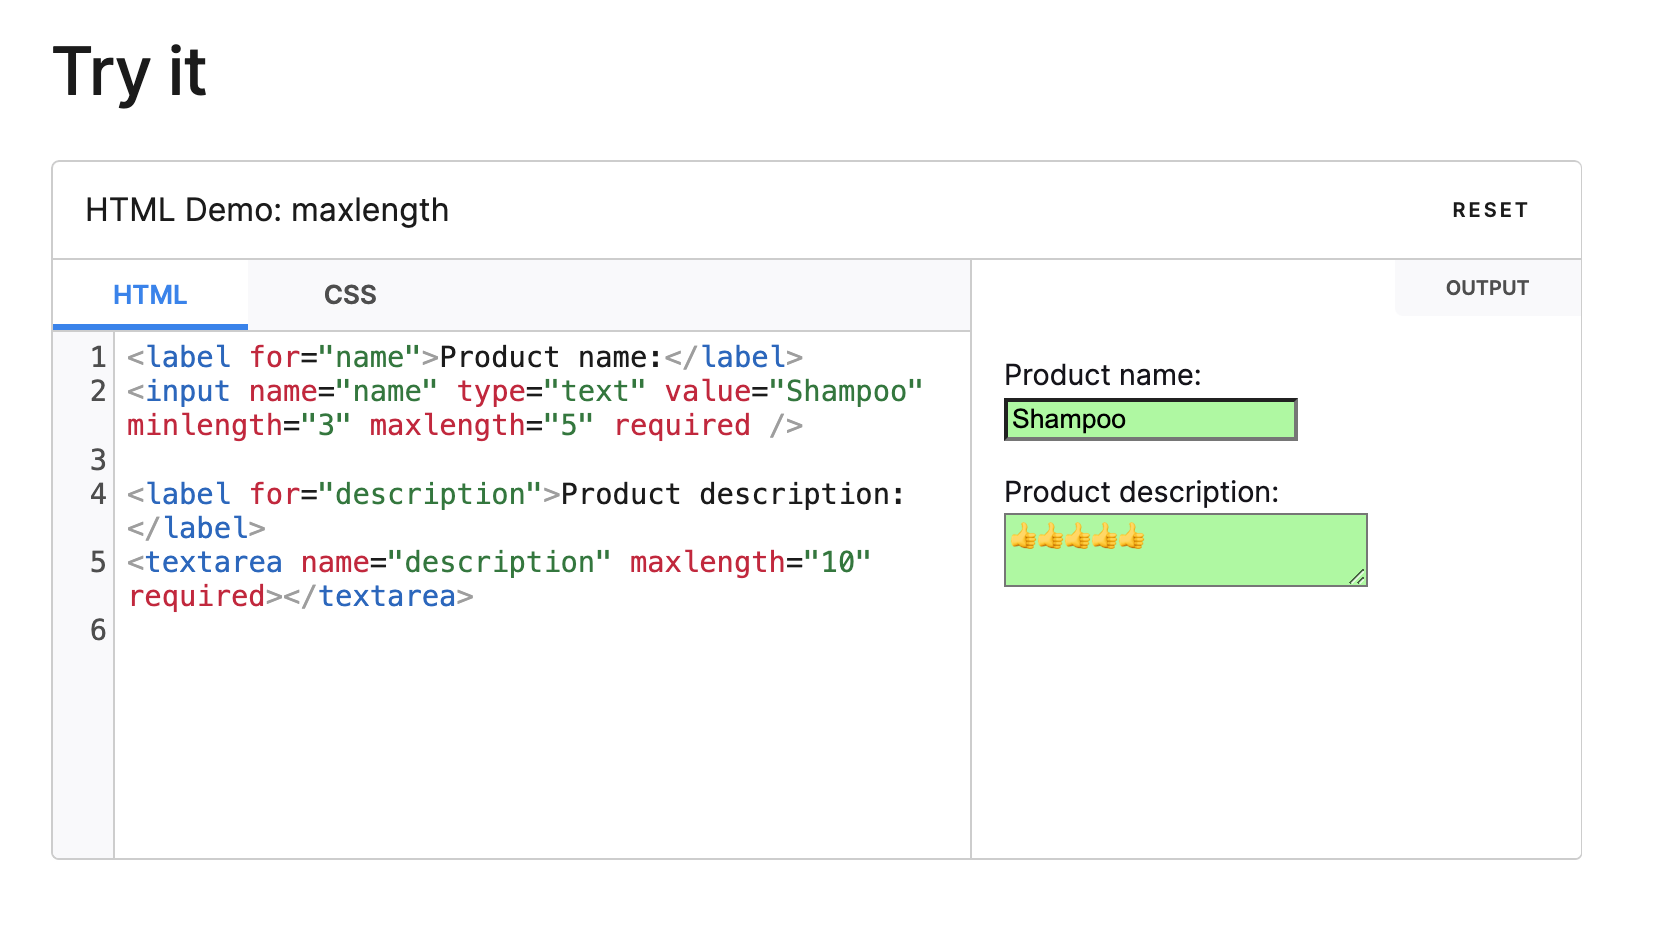 Try it
HTML Demo: maxlength
RESET
HTML
CSS
1 <label for="name">Product name:</label>
2 <input name="name" type="text" value="Shampoo"
minlength="3" maxlength="5" required />
3
4 <label for="description">Product description:
</label>
5 <textarea name="description" maxlength="10"
required></textarea>
6
OUTPUT
Product name:
Shampoo
Product description:
👍👍👍👍👍